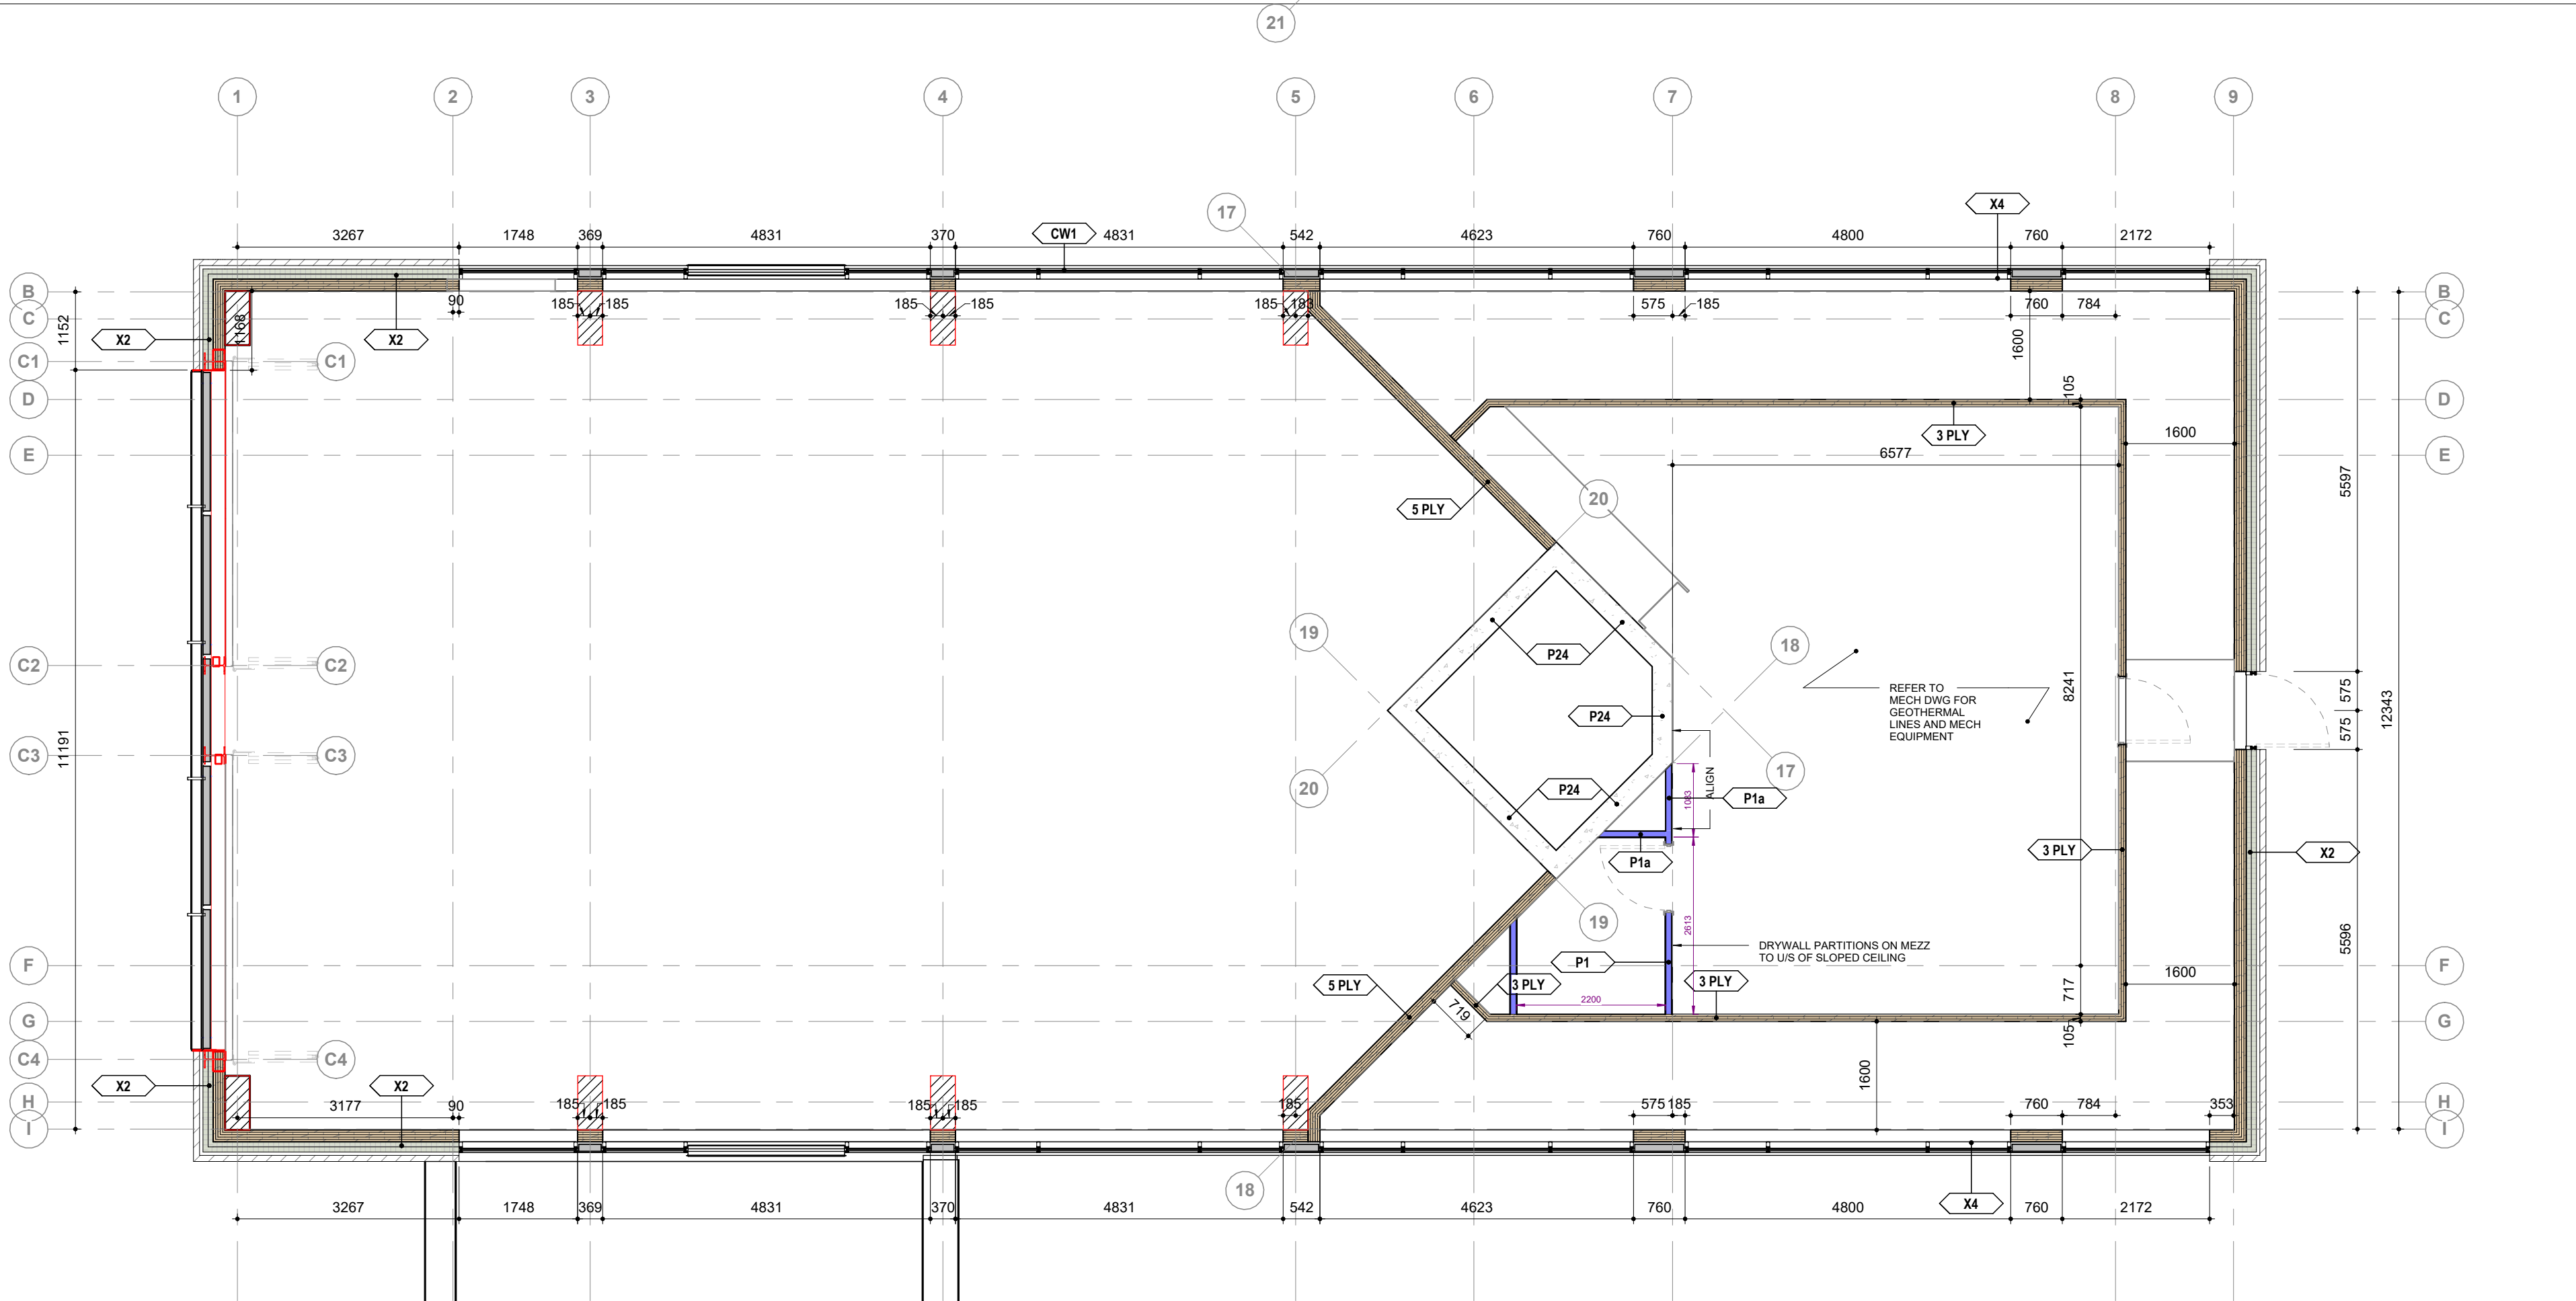 21
1 2 3 4 5 6 7 8 9
17
X4
CW1
3267 1748 369 4831 370 4831 542 4623 760 4800 760 2172
B B
90 185 185 185 185 185 183 575 185 760 784
C C
1152
1168
X2 X2
1600
C1 C1
D D
105
3 PLY
1600
E E
6577
5597
20
5 PLY
19
18
P24
C2 C2
REFER TO
MECH DWG FOR
GEOTHERMAL
LINES AND MECH
EQUIPMENT
8241
575
575
12343
P24
11191
C3 C3
17
20
P24
1083
ALIGN
P1a
P1a
3 PLY
X2
19
2613
DRYWALL PARTITIONS ON MEZZ
TO U/S OF SLOPED CEILING
5596
F F
P1
1600
5 PLY
3 PLY
3 PLY
717
2200
719
G G
105
C4 C4
1600
X2 X2
H H
3177 90 185 185 185 185 185 575 185 760 784 353
I I
18
X4
3267 1748 369 4831 370 4831 542 4623 760 4800 760 2172